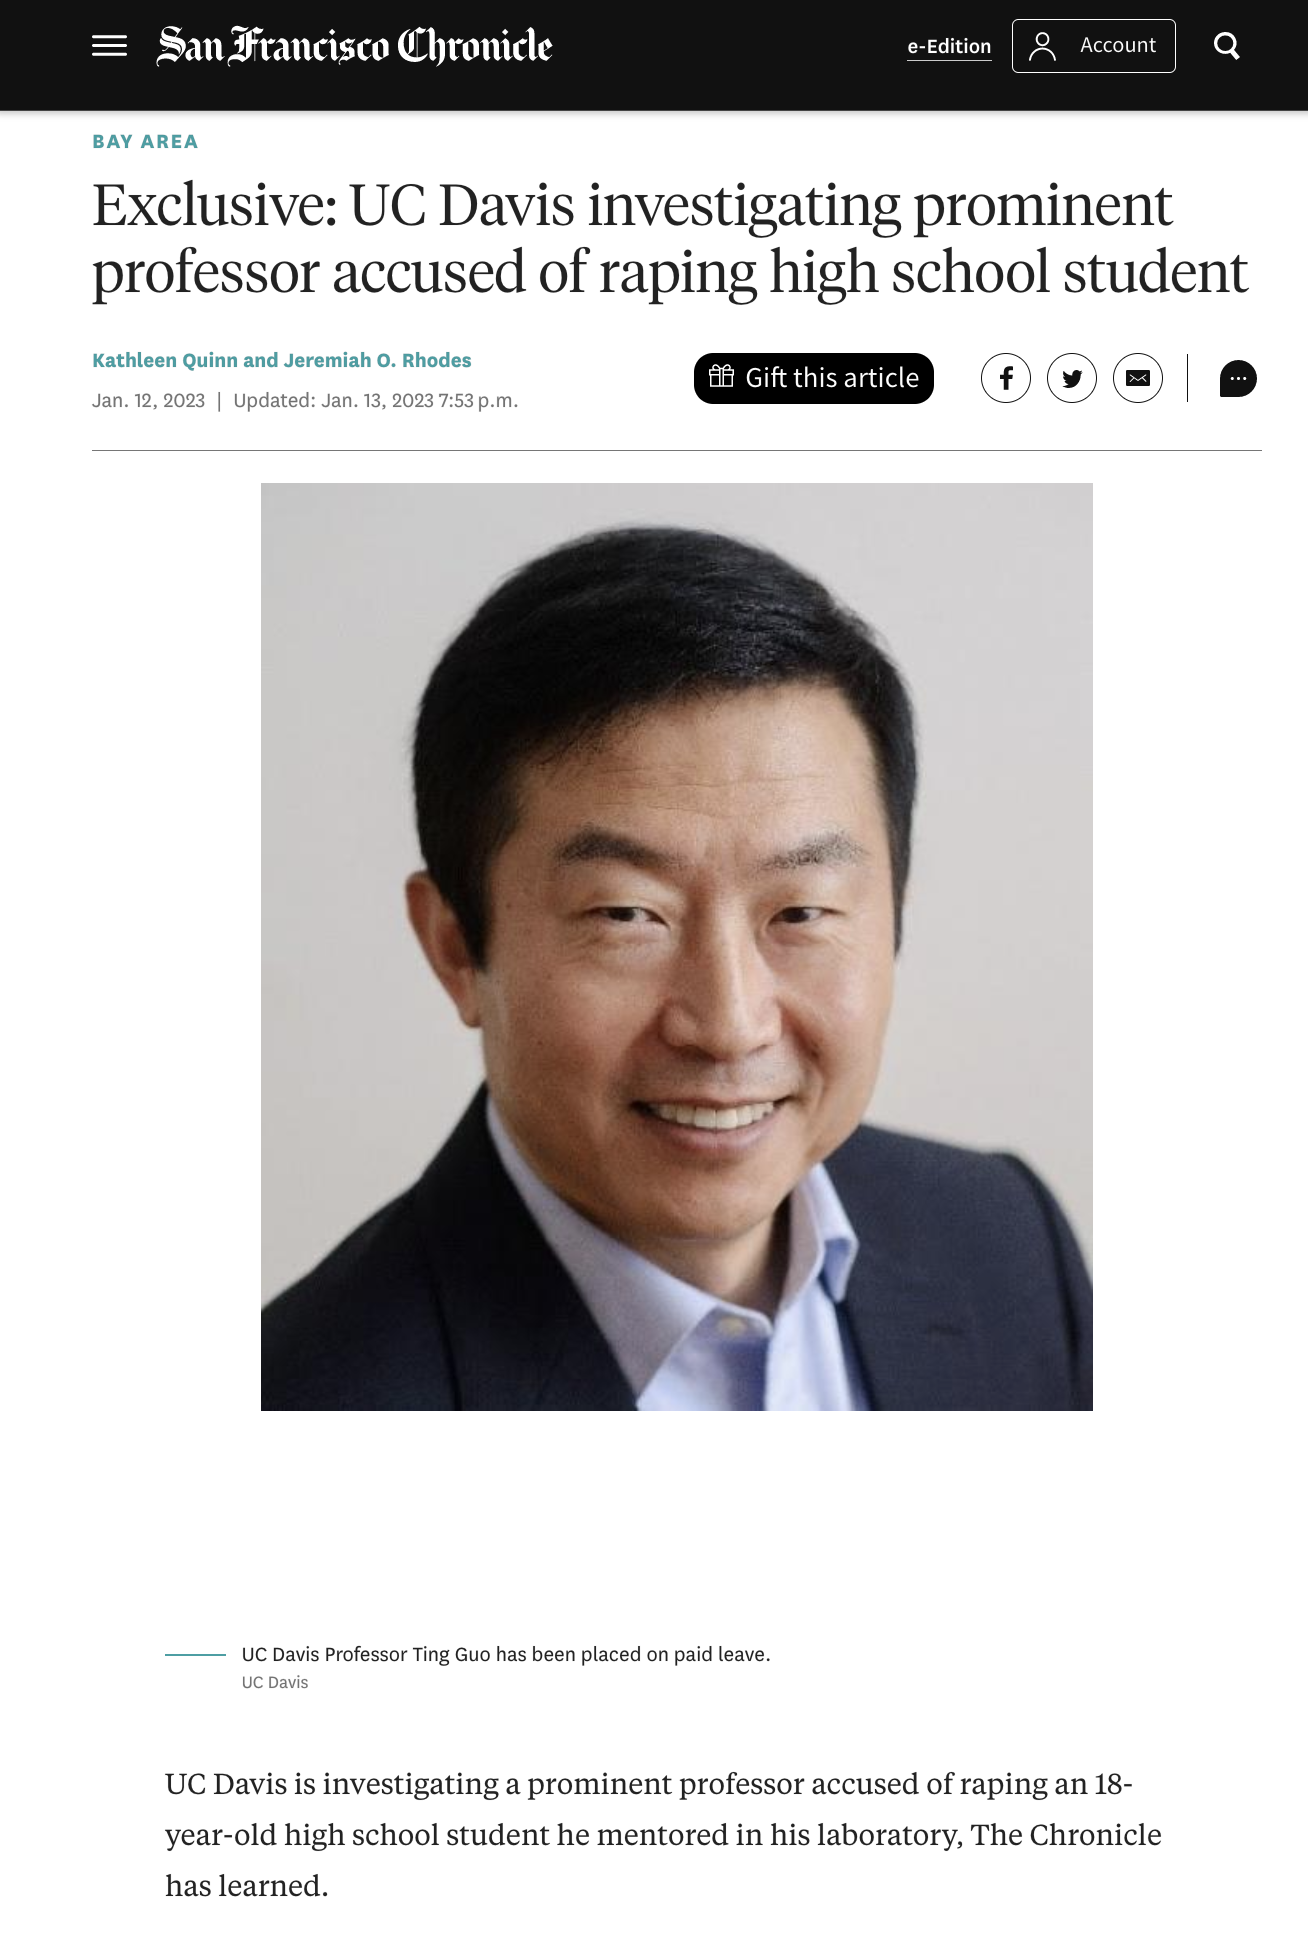 San Francisco Chronicle
e-Edition
Account
BAY AREA
Exclusive: UC Davis investigating prominent
professor accused of raping high school student
Kathleen Quinn and Jeremiah O. Rhodes
Jan. 12, 2023 | Updated: Jan. 13, 2023 7:53 p.m.
Gift this article
UC Davis Professor Ting Guo has been placed on paid leave.
UC Davis
UC Davis is investigating a prominent professor accused of raping an 18-
year-old high school student he mentored in his laboratory, The Chronicle
has learned.